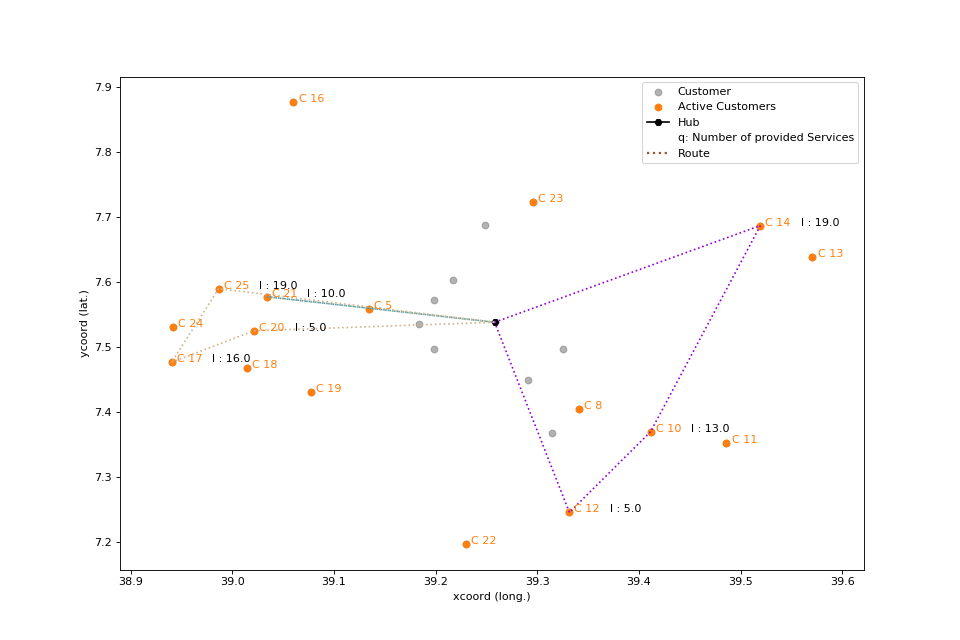 7.9
7.8
7.7
7.6
7.5
7.4
7.3
7.2
ycoord (lat.)
Customer
Active Customers
Hub
q: Number of provided Services
Route
C 16
C 23
C 14 l : 19.0
C 13
C 25 l : 19.0
C 21 l : 10.0
C 5
C 24
C 20 l : 5.0
C 17 l : 16.0
C 18
C 19
C 8
C 10 l : 13.0
C 11
C 12 l : 5.0
C 22
38.9 39.0 39.1 39.2 39.3 39.4 39.5 39.6
xcoord (long.)